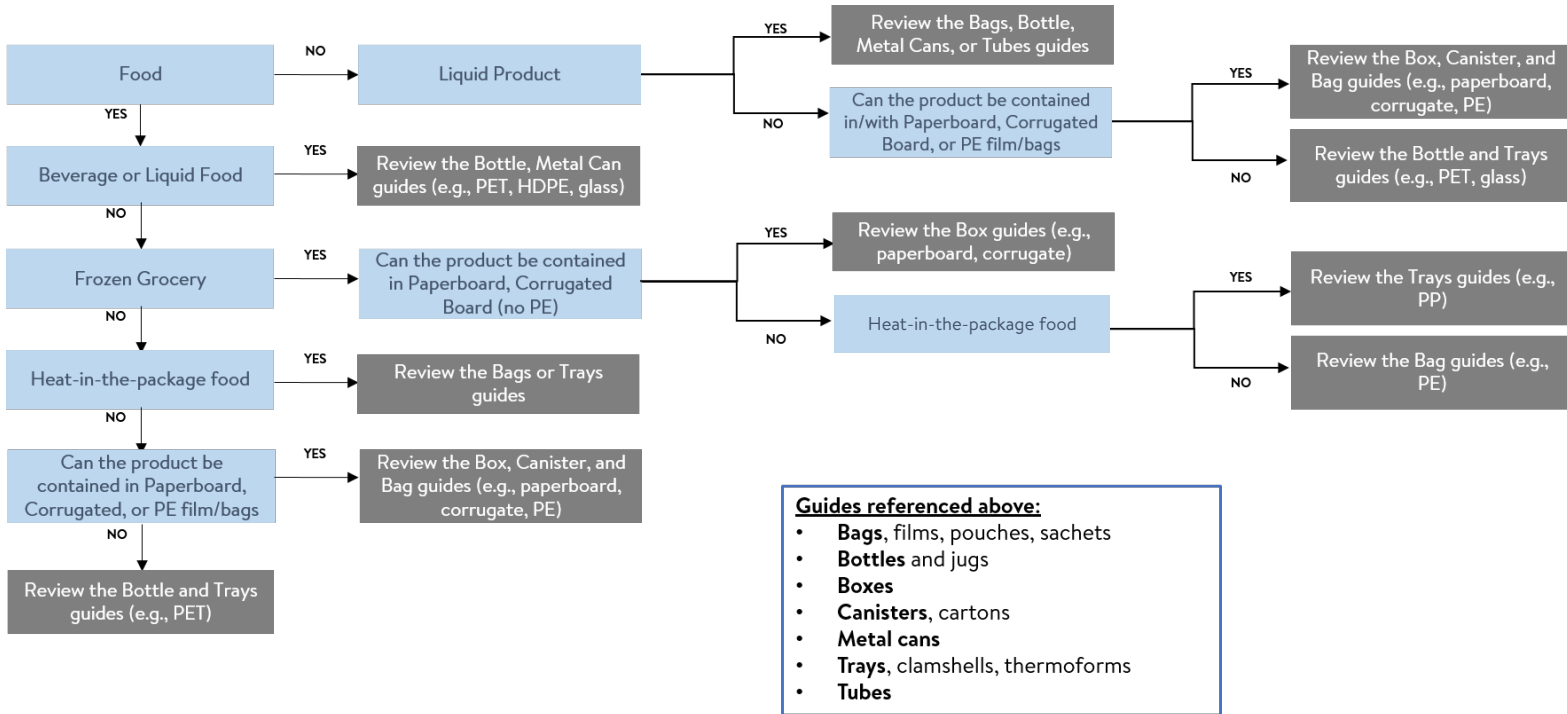 Food
NO
Liquid Product
YES
Review the Bags, Bottle,
Metal Cans, or Tubes guides
NO
Can the product be contained
in/with Paperboard, Corrugated
Board, or PE film/bags
YES
Review the Box, Canister, and
Bag guides (e.g., paperboard,
corrugate, PE)
NO
Review the Bottle and Trays
guides (e.g., PET, glass)
YES
Beverage or Liquid Food
YES
Review the Bottle, Metal Can
guides (e.g., PET, HDPE, glass)
NO
Frozen Grocery
YES
Can the product be contained
in Paperboard, Corrugated
Board (no PE)
YES
Review the Box guides (e.g.,
paperboard, corrugate)
NO
Heat-in-the-package food
YES
Review the Trays guides (e.g.,
PP)
NO
Review the Bag guides (e.g.,
PE)
NO
Heat-in-the-package food
YES
Review the Bags or Trays
guides
NO
Can the product be
contained in Paperboard,
Corrugated, or PE film/bags
YES
Review the Box, Canister, and
Bag guides (e.g., paperboard,
corrugate, PE)
NO
Review the Bottle and Trays
guides (e.g., PET)
Guides referenced above:
• Bags, films, pouches, sachets
• Bottles and jugs
• Boxes
• Canisters, cartons
• Metal cans
• Trays, clamshells, thermoforms
• Tubes